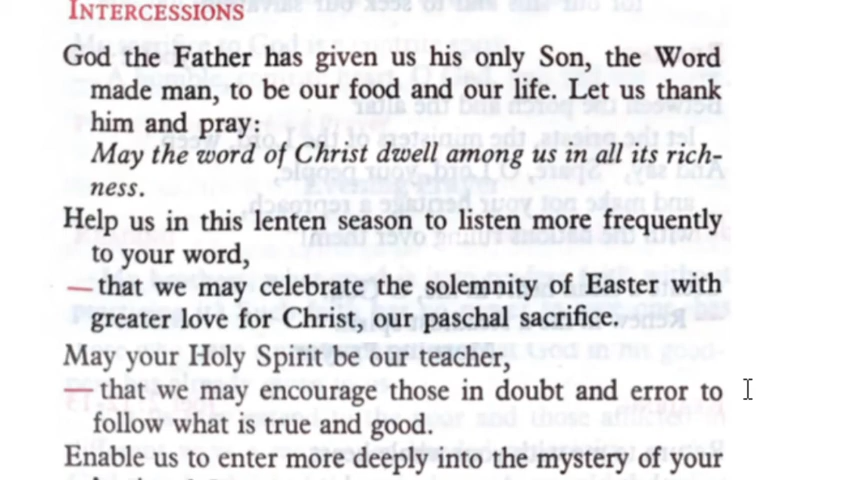 INTERCESSIONS
God the Father has given us his only Son, the Word
made man, to be our food and our life. Let us thank
him and pray:
May the word of Christ dwell among us in all its rich-
ness.
Help us in this lenten season to listen more frequently
to your word,
— that we may celebrate the solemnity of Easter with
greater love for Christ, our paschal sacrifice.
May your Holy Spirit be our teacher,
— that we may encourage those in doubt and error to
follow what is true and good.
Enable us to enter more deeply into the mystery of your